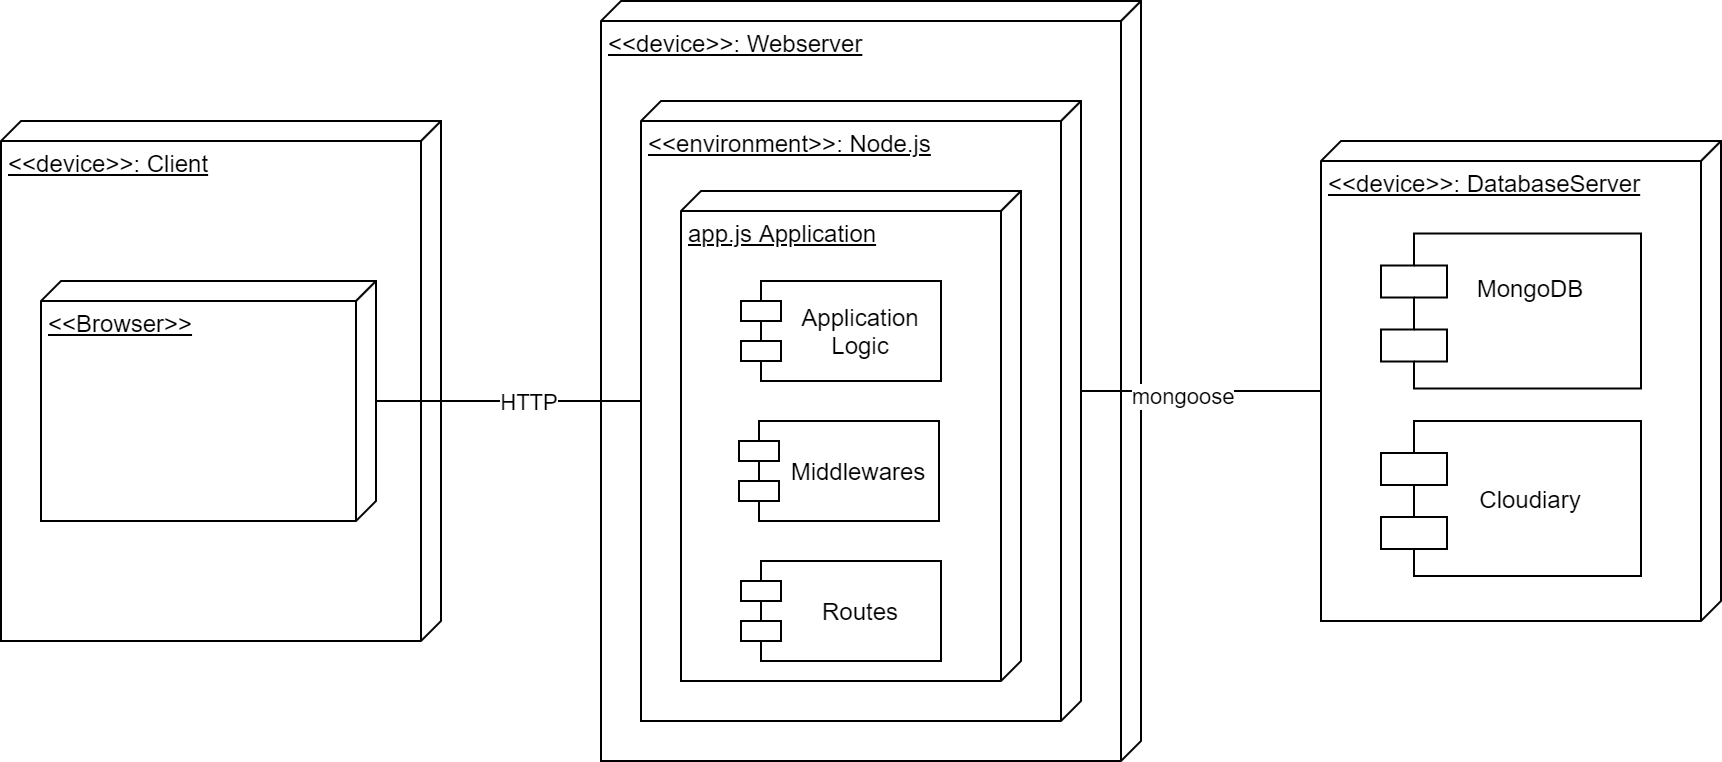 <<device>>: Client
<<Browser>>
HTTP
<<device>>: Webserver
<<environment>>: Node.js
app.js Application
Application
Logic
Middlewares
Routes
mongoose
<<device>>: DatabaseServer
MongoDB
Cloudiary